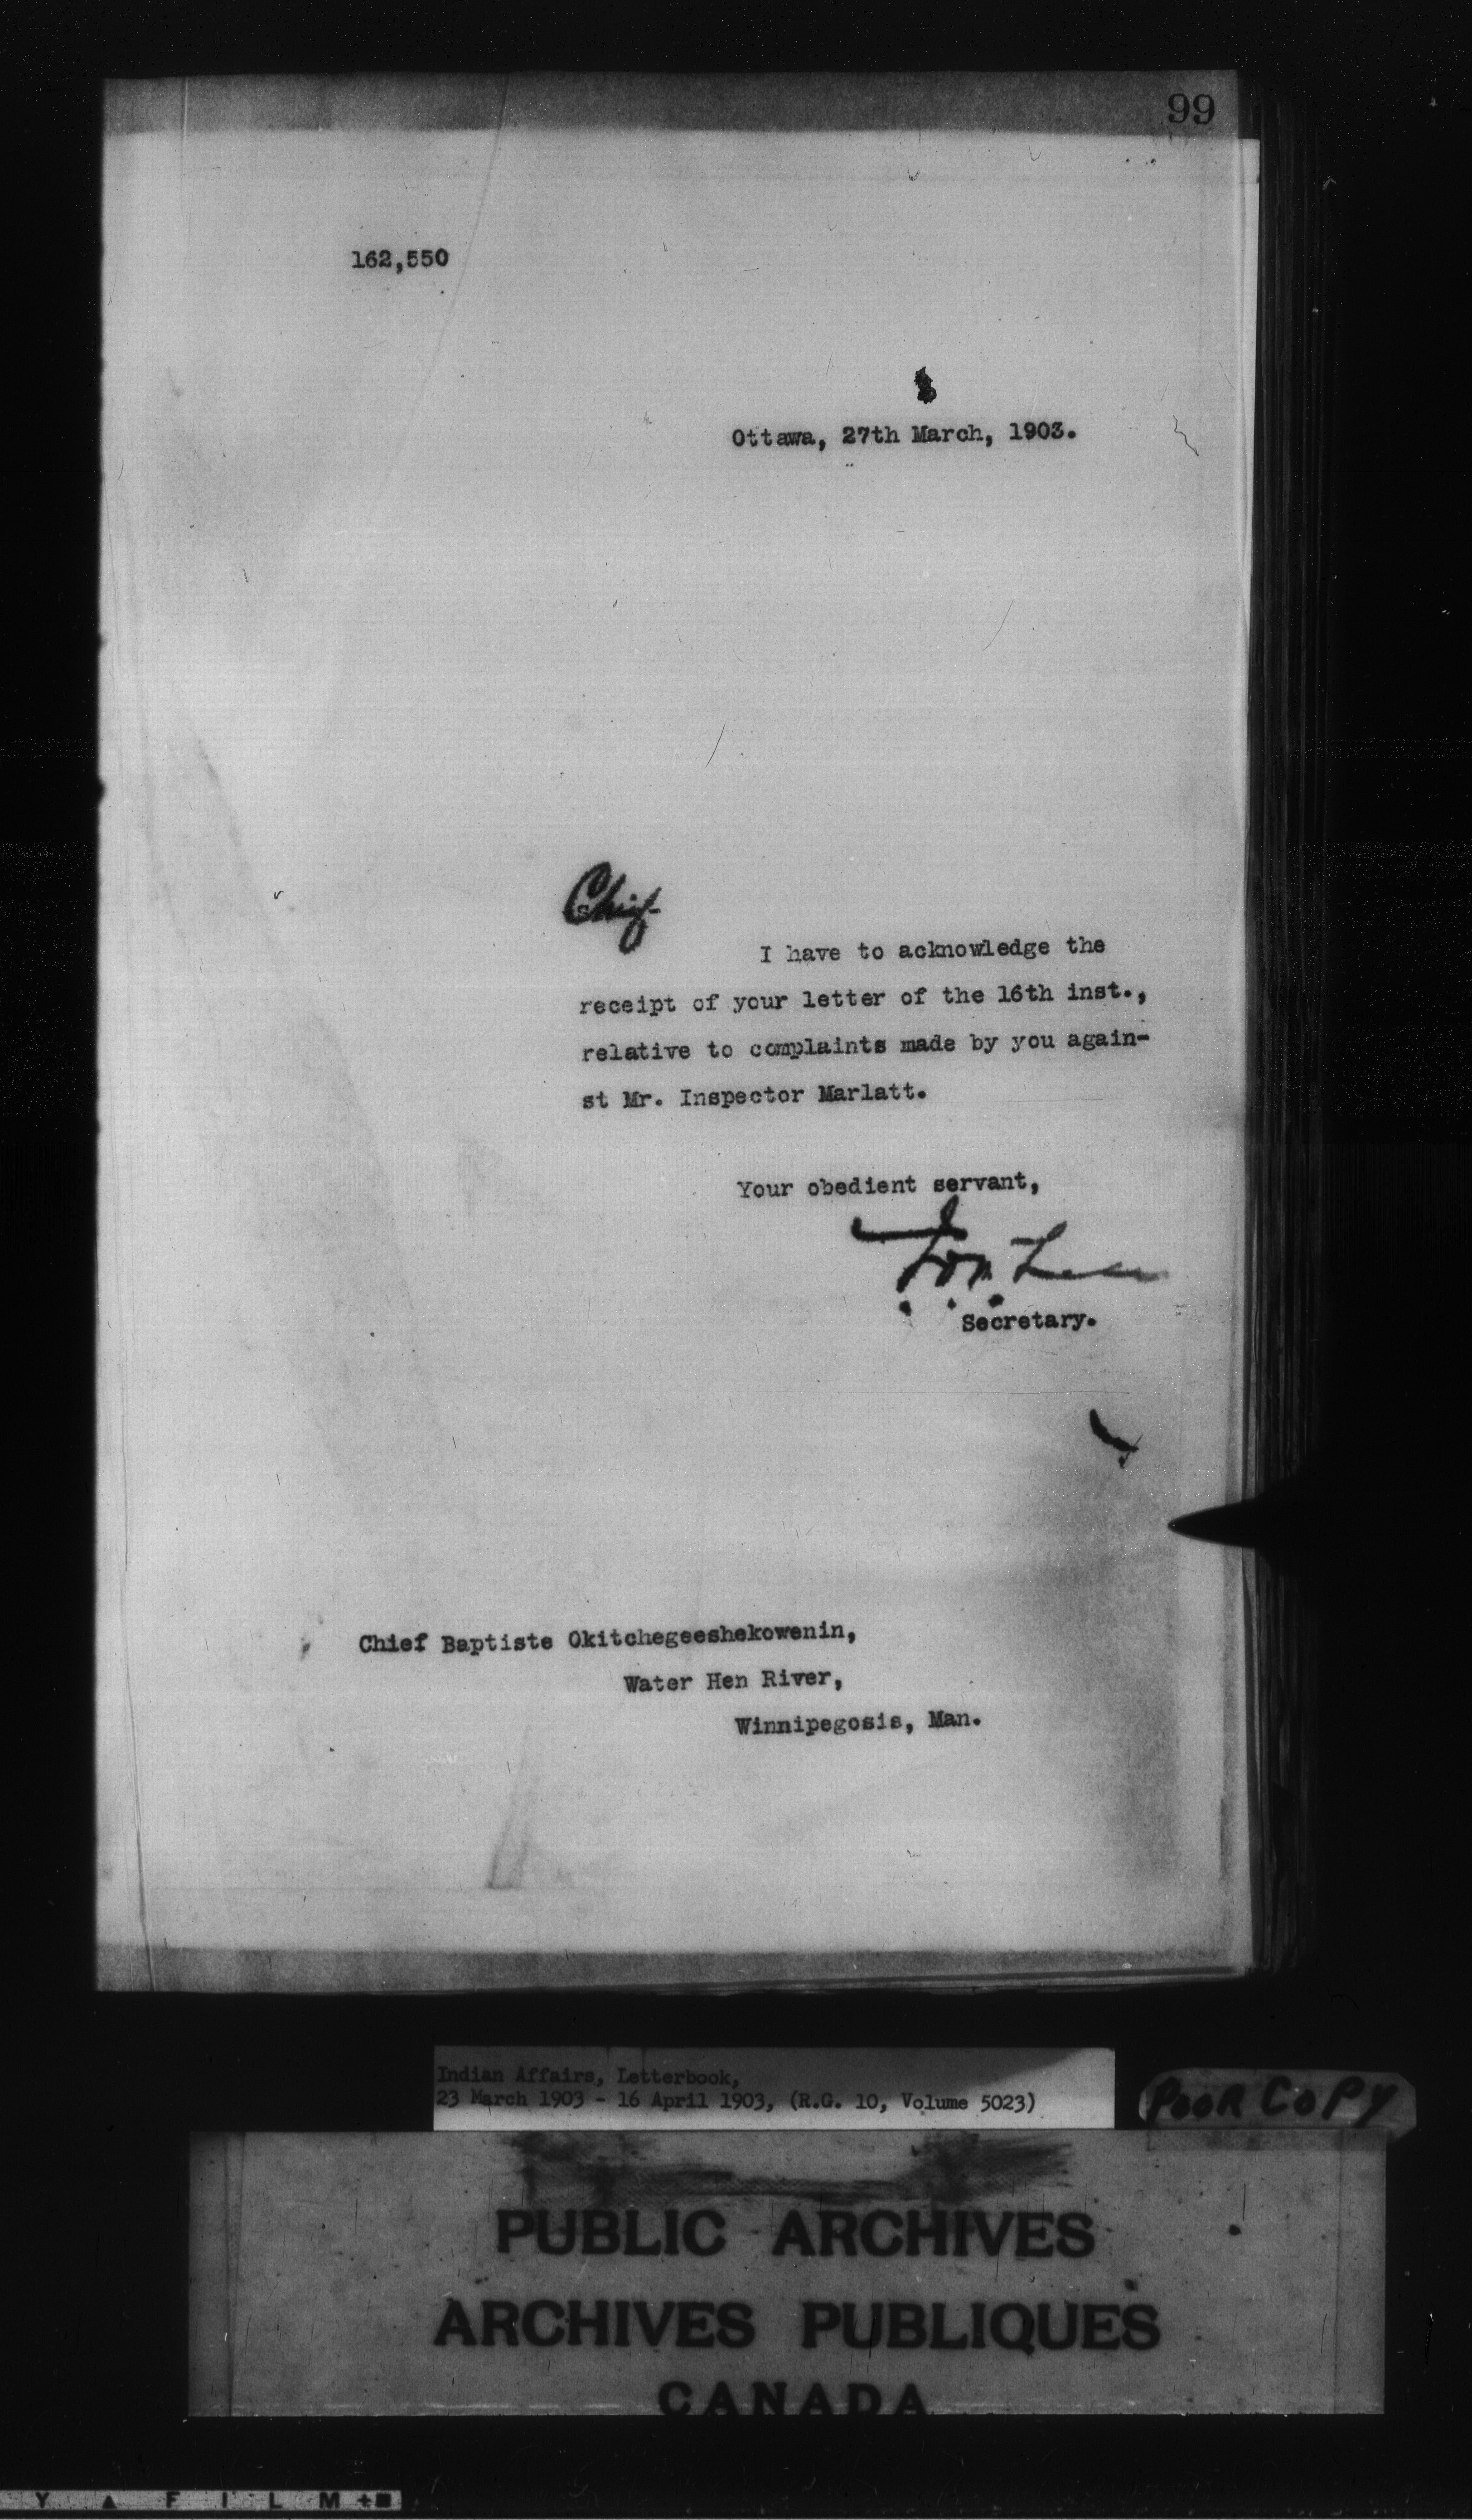 99
162,550
Ottawa, 27th March, 1903.
Chief-
I have to acknowledge the
receipt of your letter of the 16th inst.,
relative to complaints made by you again-
st Mr. Inspector Marlatt.
Your obedient servant,
Secretary.
Chief Baptiste Okitchegeeshekowenin,
Water Hen River,
Winnipegosis, Man.
Indian Affairs, Letterbook,
23 March 1903 - 16 April 1903, (R.G. 10, Volume 5023)
POOR COPY
PUBLIC ARCHIVES
ARCHIVES PUBLIQUES
CANADA
Y A F I L M